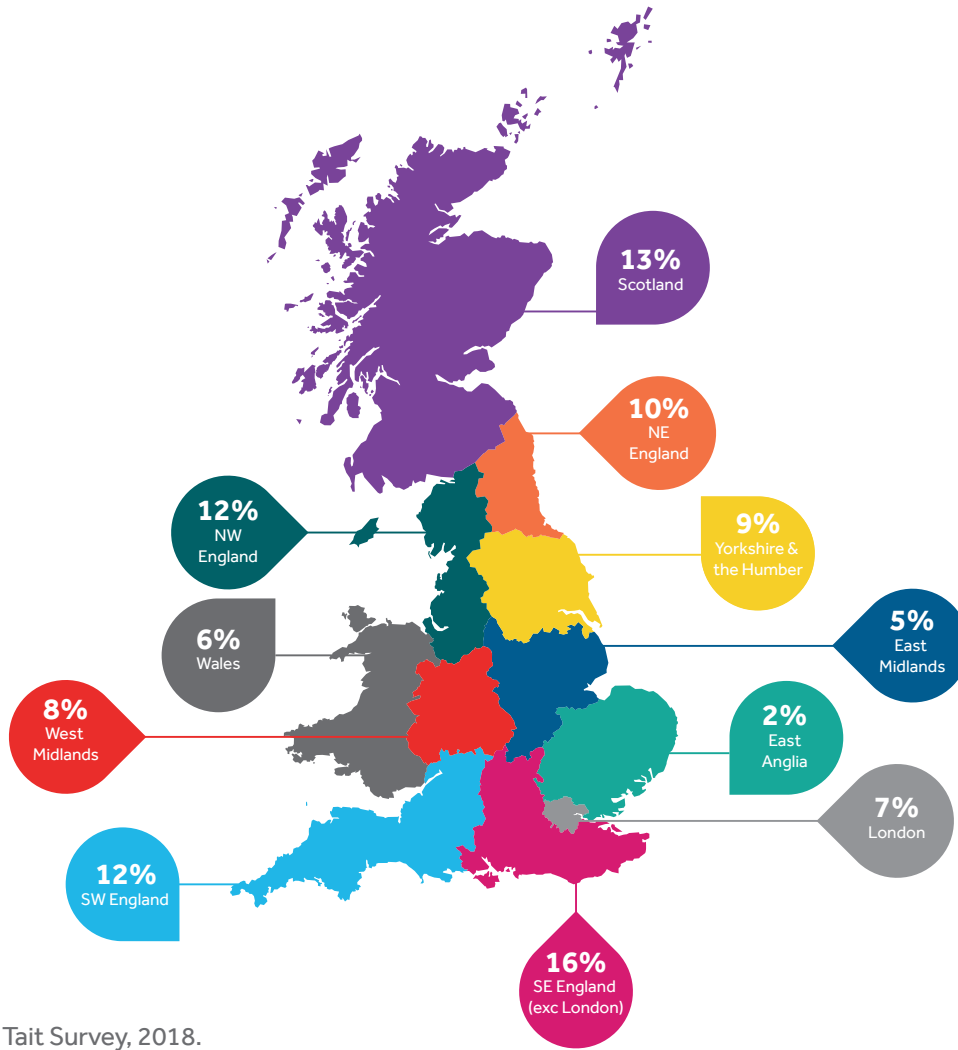 13%
Scotland
10%
NE
England
12%
NW
England
9%
Yorkshire &
the Humber
6%
Wales
5%
East
Midlands
8%
West
Midlands
2%
East
Anglia
7%
London
12%
SW England
16%
SE England
(exc London)
Tait Survey, 2018.